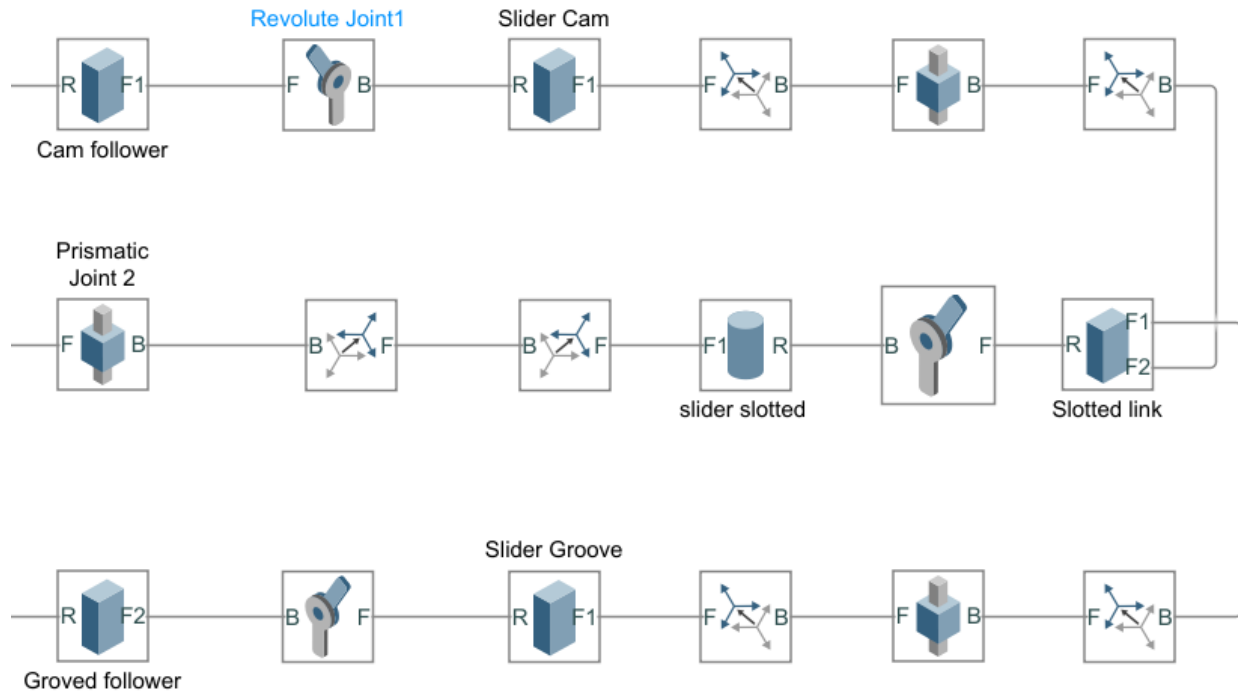 Revolute Joint1
Slider Cam
R F1 F B R F1 F B F B F B
Cam follower
Prismatic
Joint 2
F B B F B F F1 R B F R F1
F2
slider slotted
Slotted link
Slider Groove
R F2 B F R F1 F B F B F B
Groved follower